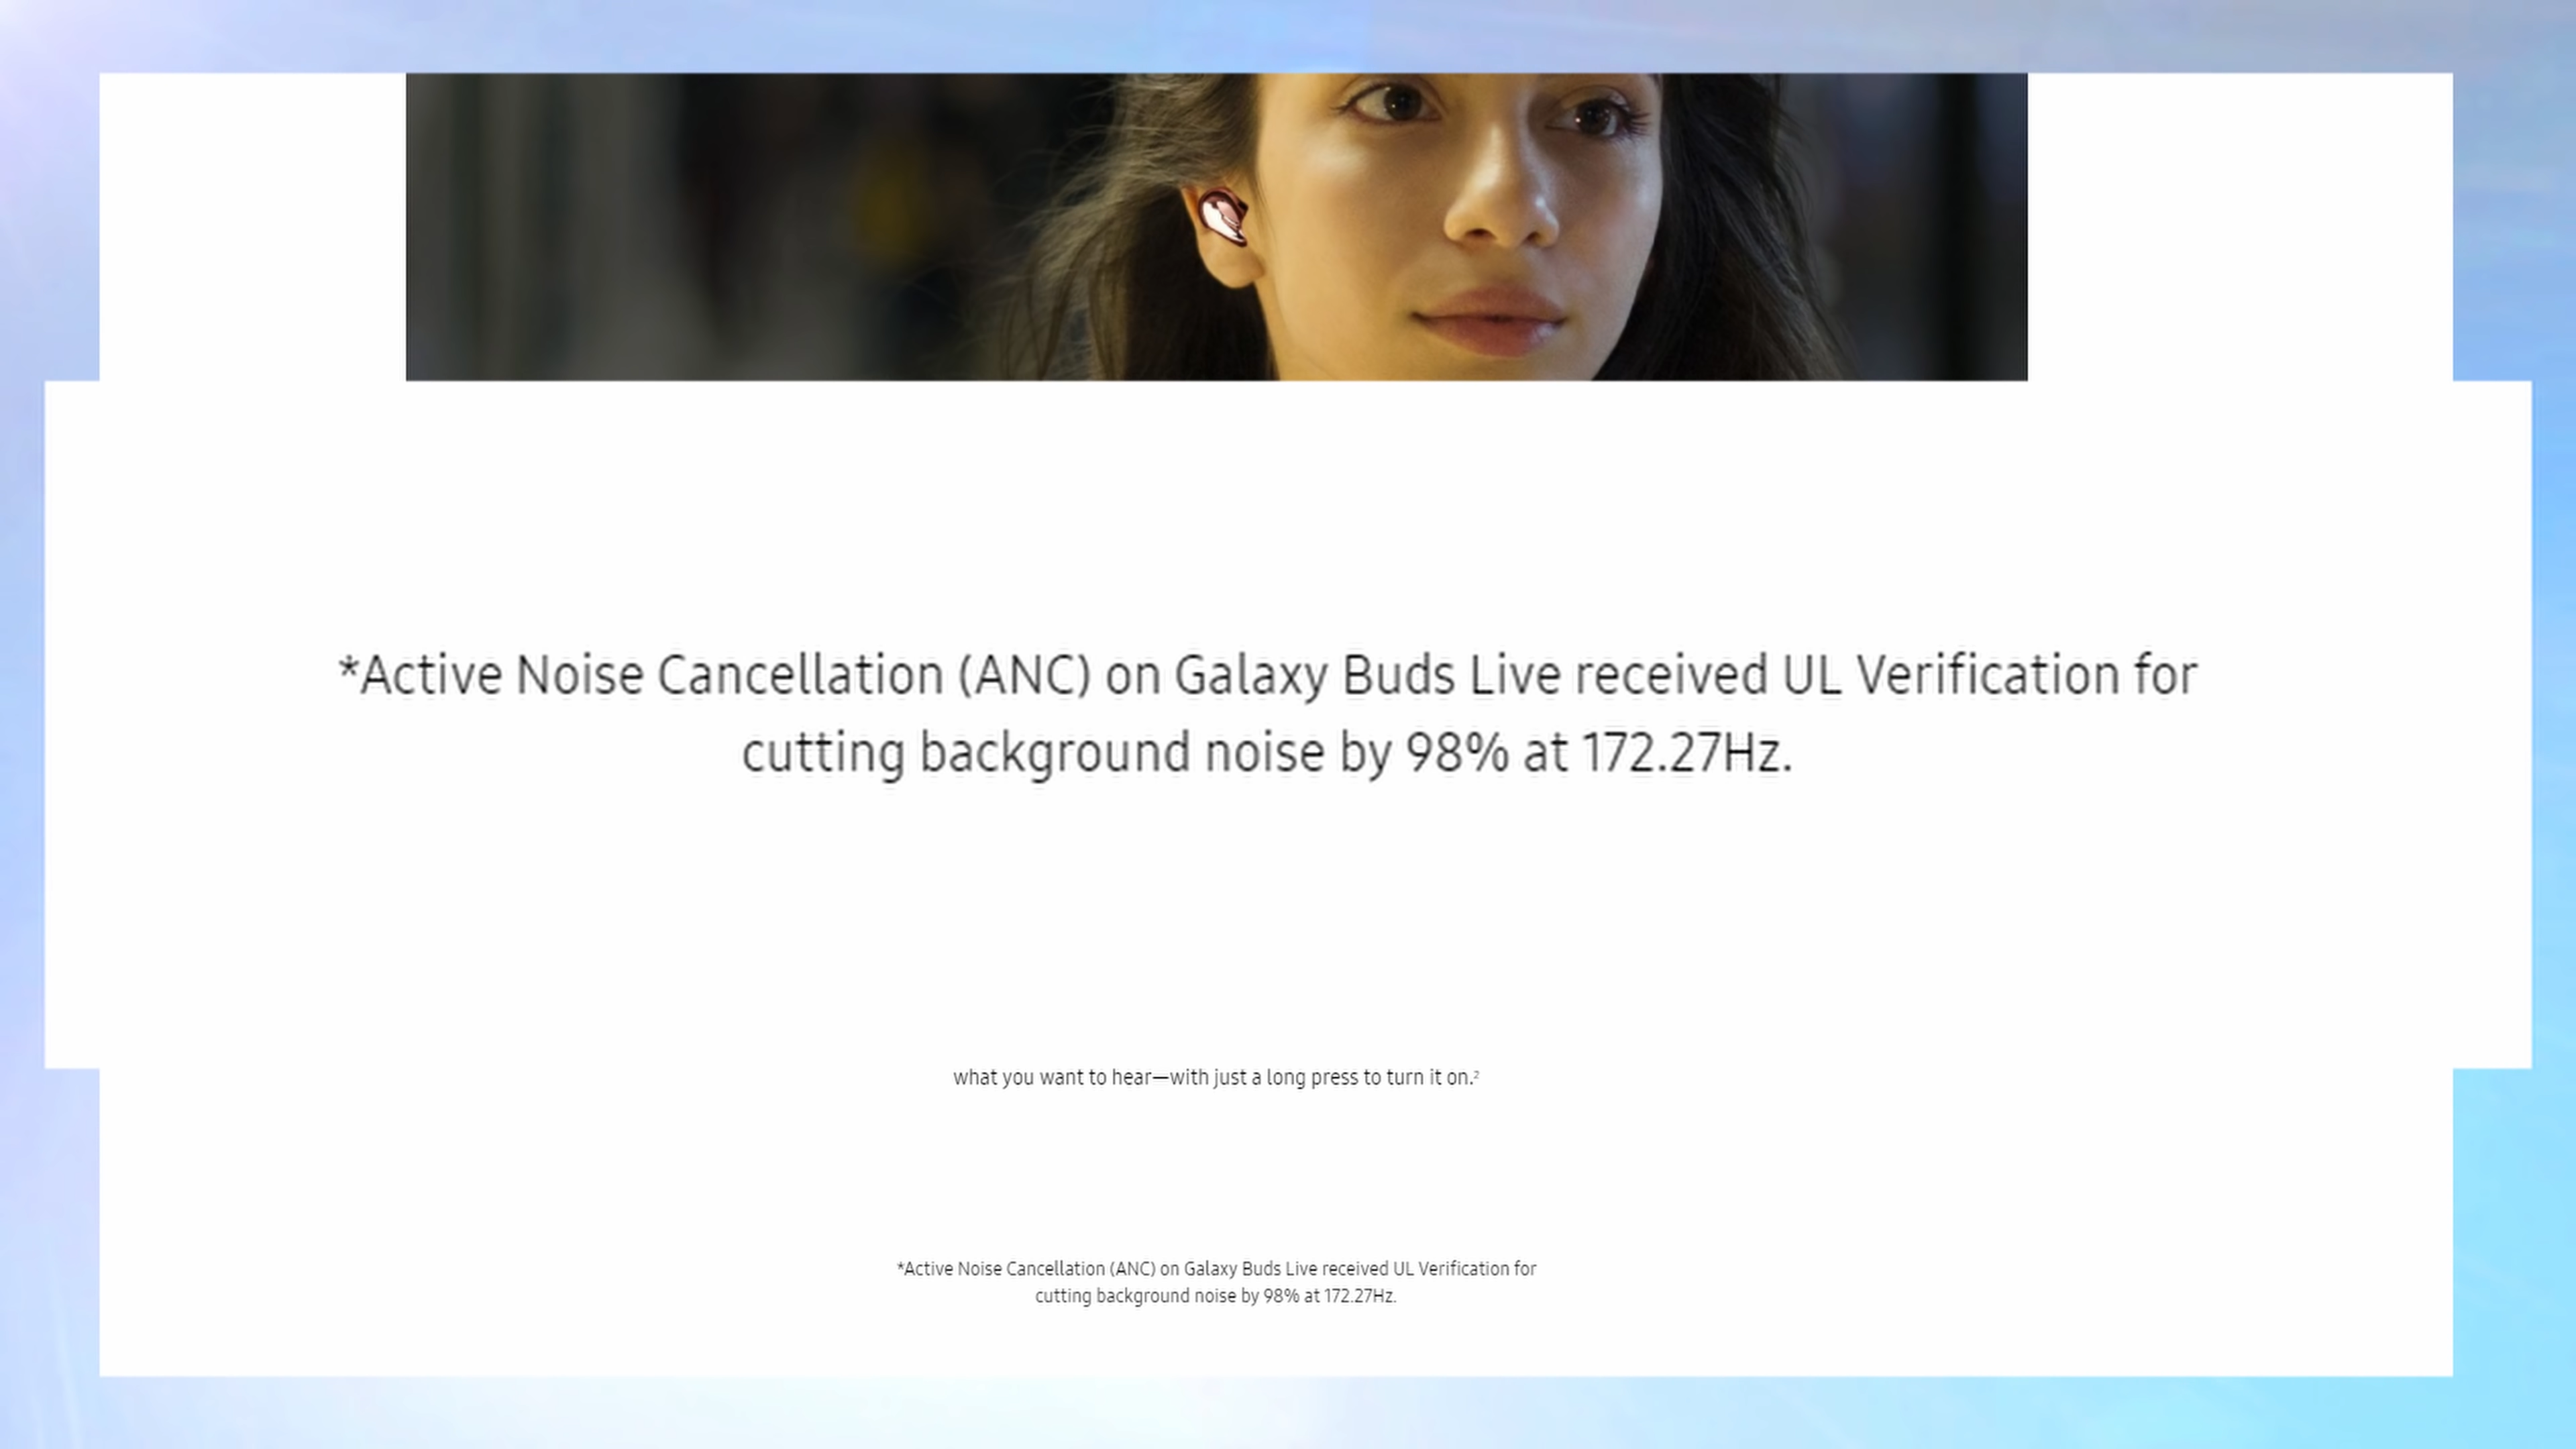 *Active Noise Cancellation (ANC) on Galaxy Buds Live received UL Verification for
cutting background noise by 98% at 172.27Hz.
what you want to hear—with just a long press to turn it on.²
*Active Noise Cancellation (ANC) on Galaxy Buds Live received UL Verification for
cutting background noise by 98% at 172.27Hz.